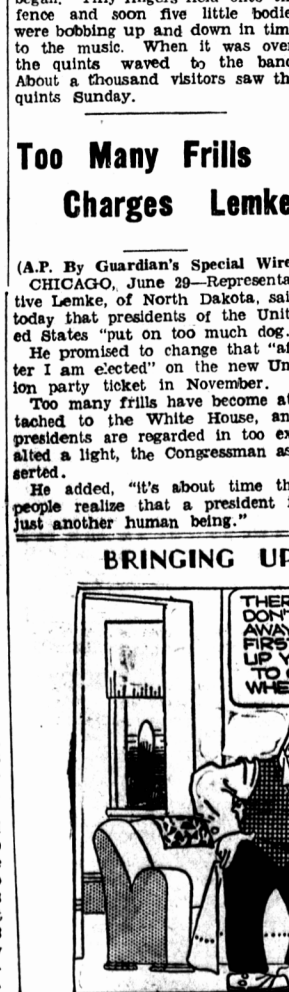 fence and soon five little bodie
were bobbing up and down in tim
to the music. When it was over
the quints waved to the band
About a thousand visitors saw th
quints Sunday.
Too Many Frills
Charges Lemke
(A.P. By Guardian's Special Wire
CHICAGO, June 29—Representa
tive Lemke, of North Dakota, sai
today that presidents of the Unit
ed States "put on too much dog.
He promised to change that "af
ter I am elected" on the new Un
ion party ticket in November.
Too many frills have become at
tached to the White House, an
presidents are regarded in too ex
alted a light, the Congressman as
serted.
He added, "it's about time th
people realize that a president
just another human being."
BRINGING UP
THER
DON'
AWAY
FIRS
UP Y
TO
WHE